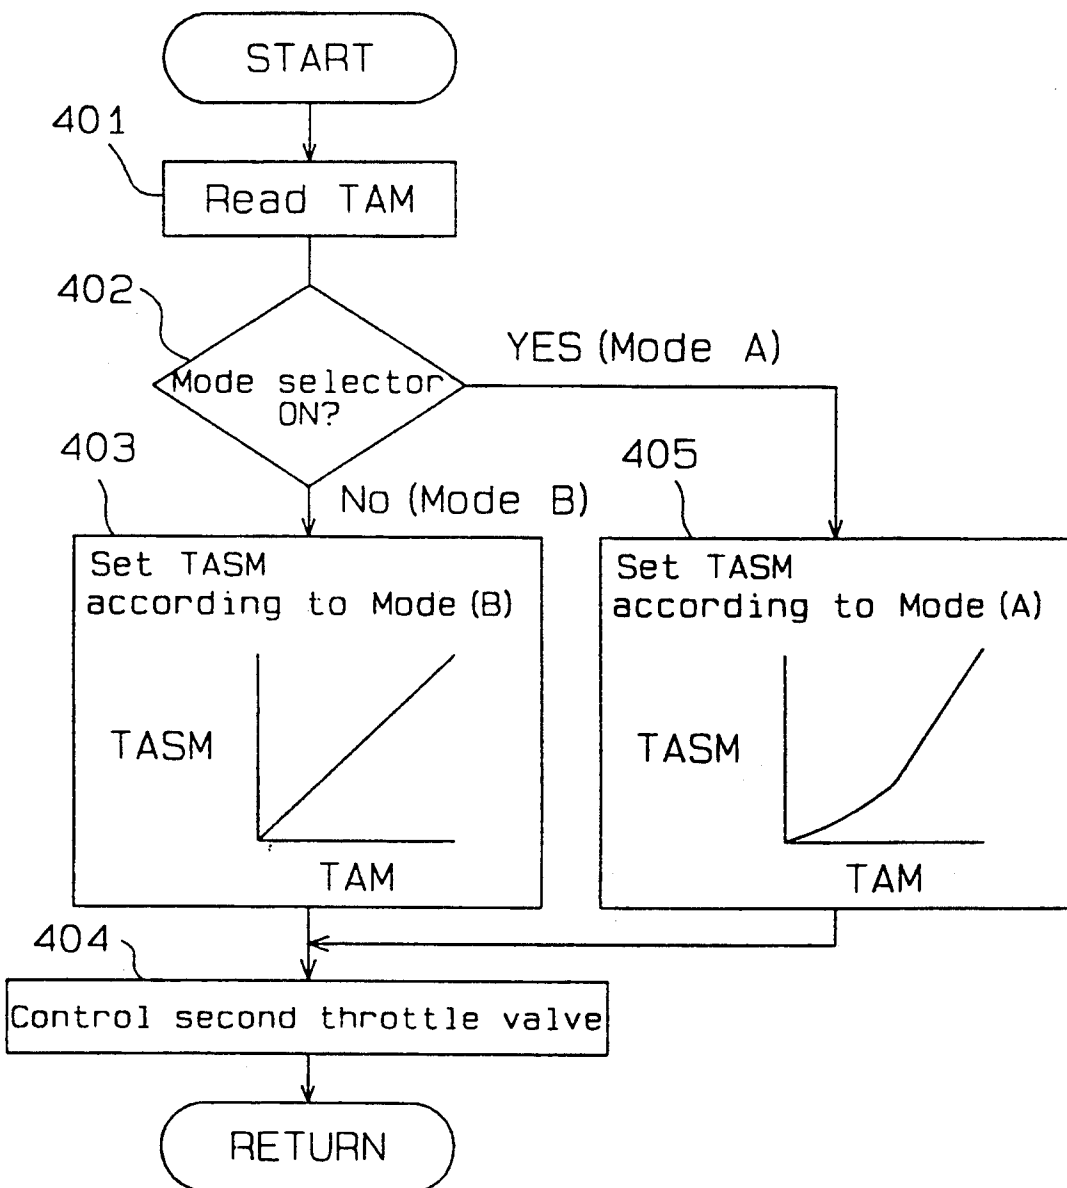 START
401
Read TAM
402
YES (Mode A)
Mode selector
ON?
403
405
No (Mode B)
Set TASM
according to Mode (B)
TASM
TAM
Set TASM
according to Mode (A)
TASM
TAM
404
Control second throttle valve
RETURN